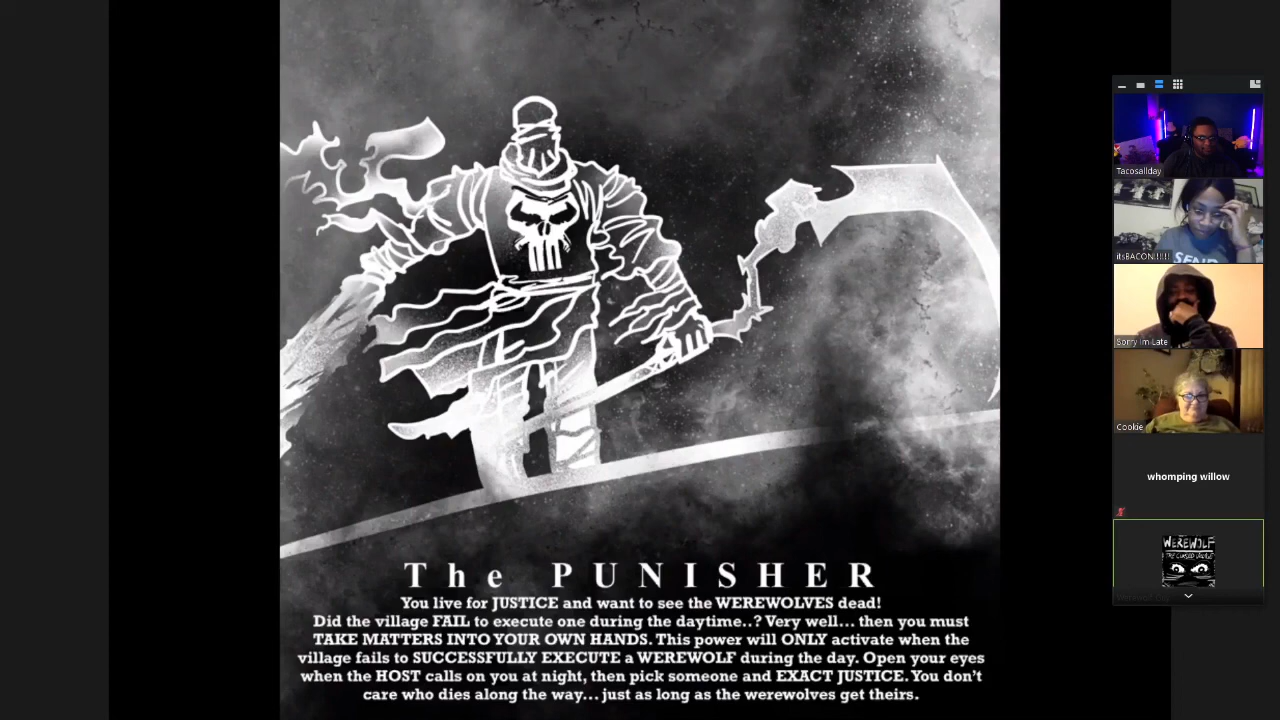 The PUNISHER
You live for JUSTICE and want to see the WEREWOLVES dead!
Did the village FAIL to execute one during the daytime..? Very well... then you must
TAKE MATTERS INTO YOUR OWN HANDS. This power will ONLY activate when the
village fails to SUCCESSFULLY EXECUTE a WEREWOLF during the day. Open your eyes
when the HOST calls on you at night, then pick someone and EXACT JUSTICE. You don't
care who dies along the way... just as long as the werewolves get theirs.
Tacosallday
itsBACON!!!!!!
SEND
Sorry Im Late
Cookie
whomping willow
WEREWOLF
THE CURSED VILLAGE